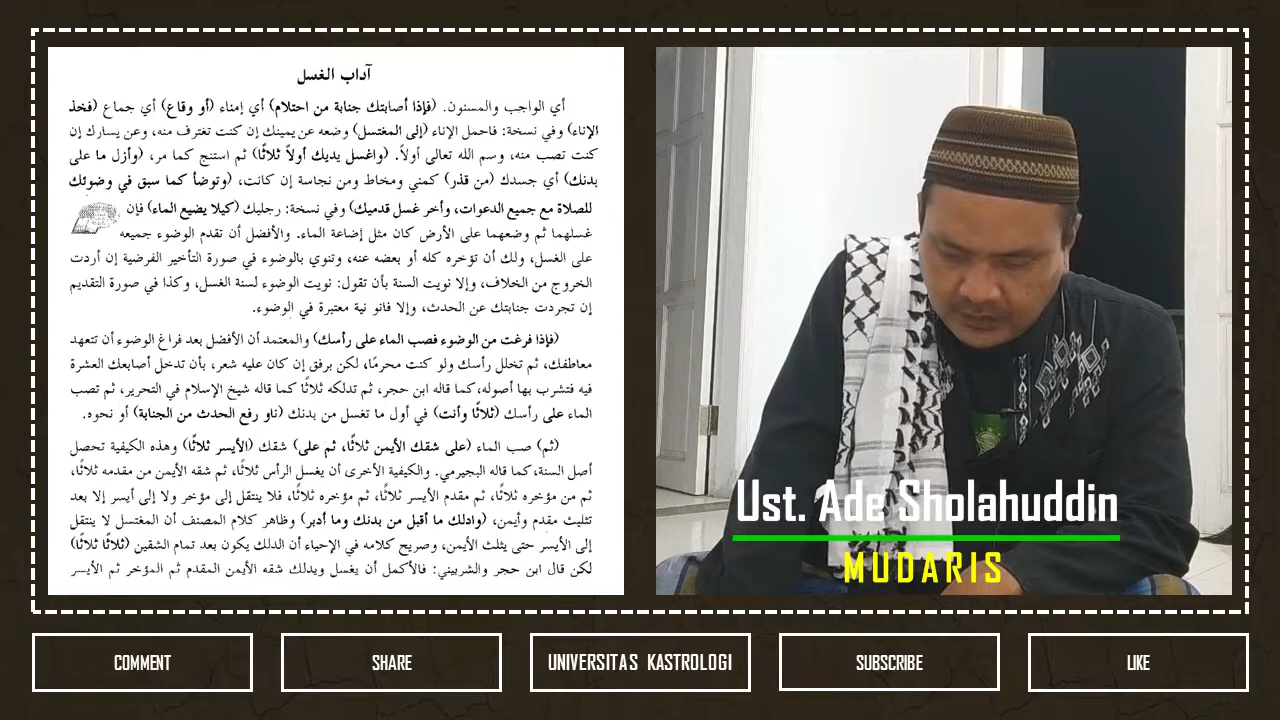 آداب الغسل
أي الواجب والمسنون. (فإذا أصابتك جنابة من احتلام) أي إمناء (أو وقاع) أي جماع (فخذ
الإناء) وفي نسخة: فاحمل الإناء (إلى المغتسل) وضعه عن يمينك إن كنت تغترف منه، وعن يسارك إن
كنت تصب منه، وسم الله تعالى أولاً. (واغسل يديك أولاً ثلاثًا) ثم استنج كما مر، (وأزل ما على
بدنك) أي جسدك (من قذر) كمني ومخاط ومن نجاسة إن كانت، (وتوضأ كما سبق في وضوئك
للصلاة مع جميع الدعوات، وأخر غسل قدميك) وفي نسخة: رجليك (كيلا يضيع الماء) فإن
غسلهما ثم وضعهما على الأرض كان مثل إضاعة الماء. والأفضل أن تقدم الوضوء جميعه
على الغسل، ولك أن تؤخره كله أو بعضه عنه، وتنوي بالوضوء في صورة التأخير الفرضية إن أردت
الخروج من الخلاف، وإلا نويت السنة بأن تقول: نويت الوضوء لسنة الغسل، وكذا في صورة التقديم
إن تجردت جنابتك عن الحدث، وإلا فانو نية معتبرة في الوضوء.
(فإذا فرغت من الوضوء فصب الماء على رأسك) والمعتمد أن الأفضل بعد فراغ الوضوء أن تتعهد
معاطفك، ثم تخلل رأسك ولو كنت محرمًا، لكن برفق إن كان عليه شعر، بأن تدخل أصابعك العشرة
فيه فتشرب بها أصوله، كما قاله ابن حجر، ثم تدلكه ثلاثًا كما قاله شيخ الإسلام في التحرير، ثم تصب
الماء على رأسك (ثلاثًا وأنت) في أول ما تغسل من بدنك (ناو رفع الحدث من الجنابة) أو نحوه.
(ثم) صب الماء (على شقك الأيمن ثلاثًا، ثم على) شقك (الأيسر ثلاثًا) وهذه الكيفية تحصل
أصل السنة، كما قاله البجيرمي. والكيفية الأخرى أن يغسل الرأس ثلاثًا، ثم شقه الأيمن من مقدمه ثلاثًا،
ثم من مؤخره ثلاثًا، ثم مقدم الأيسر ثلاثًا، ثم مؤخره ثلاثًا، فلا ينتقل إلى مؤخر ولا إلى أيسر إلا بعد
تثليث مقدم وأيمن، (وادلك ما أقبل من بدنك وما أدبر) وظاهر كلام المصنف أن المغتسل لا ينتقل
إلى الأيسر حتى يثلث الأيمن، وصريح كلامه في الإحياء أن الدلك يكون بعد تمام الشقين (ثلاثًا ثلاثًا)
لكن قال ابن حجر والشربيني: فالأكمل أن يغسل ويدلك شقه الأيمن المقدم ثم المؤخر ثم الأيسر
Ust. Ade Sholahuddin
MUDARIS
COMMENT
SHARE
UNIVERSITAS KASTROLOGI
SUBSCRIBE
LIKE